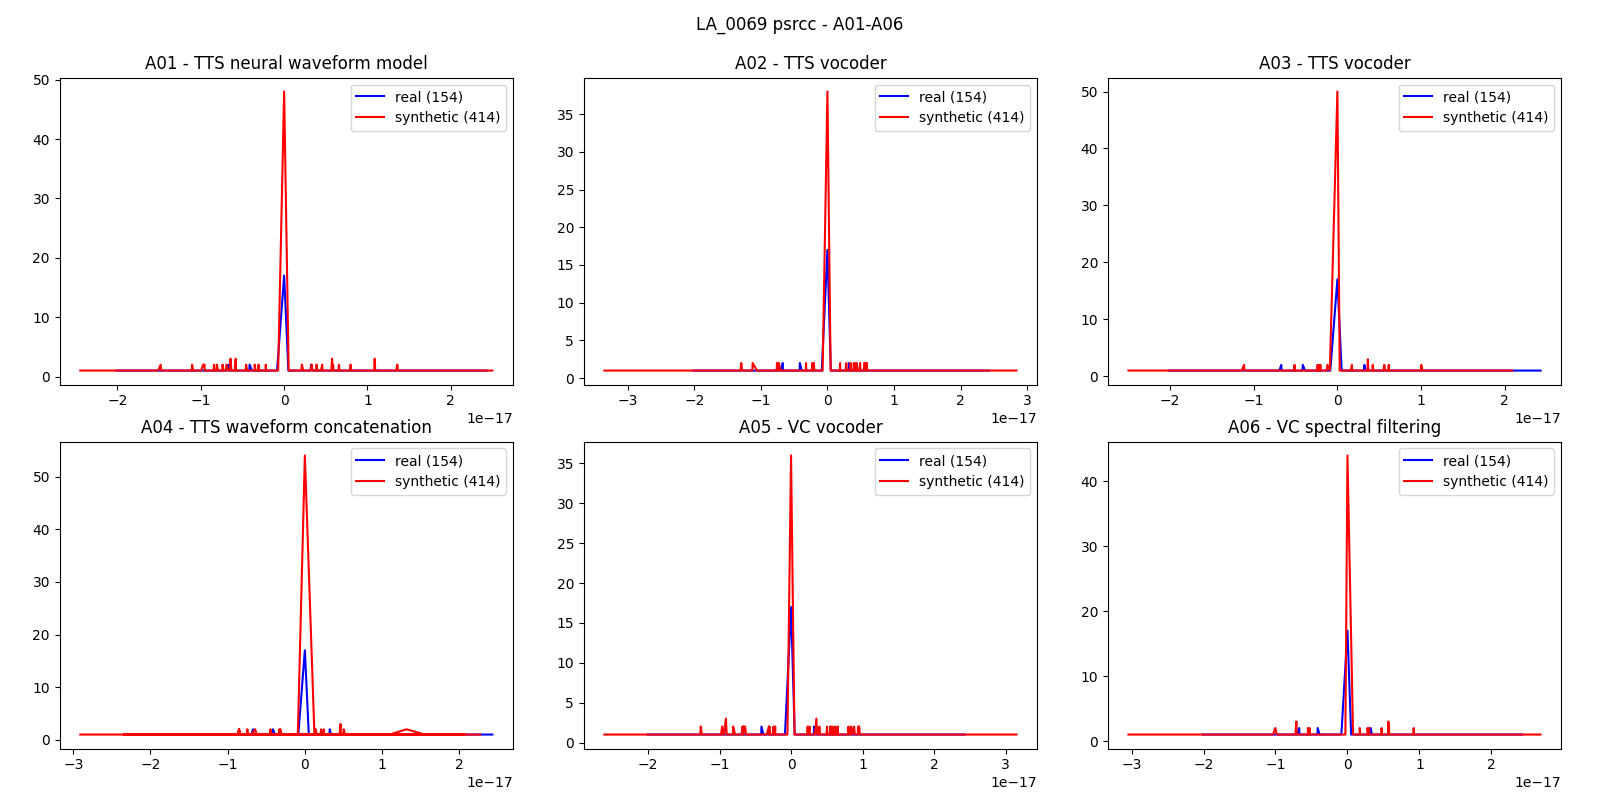 LA_0069 psrcc - A01-A06
A01 - TTS neural waveform model
real (154)
synthetic (414)
50
40
30
20
10
0
−2
−1
0
1
2
1e−17
A02 - TTS vocoder
real (154)
synthetic (414)
35
30
25
20
15
10
5
0
−3
−2
−1
0
1
2
3
1e−17
A03 - TTS vocoder
real (154)
synthetic (414)
50
40
30
20
10
0
−2
−1
0
1
2
1e−17
A04 - TTS waveform concatenation
real (154)
synthetic (414)
50
40
30
20
10
0
−3
−2
−1
0
1
2
1e−17
A05 - VC vocoder
real (154)
synthetic (414)
35
30
25
20
15
10
5
0
−2
−1
0
1
2
3
1e−17
A06 - VC spectral filtering
real (154)
synthetic (414)
40
30
20
10
0
−3
−2
−1
0
1
2
1e−17